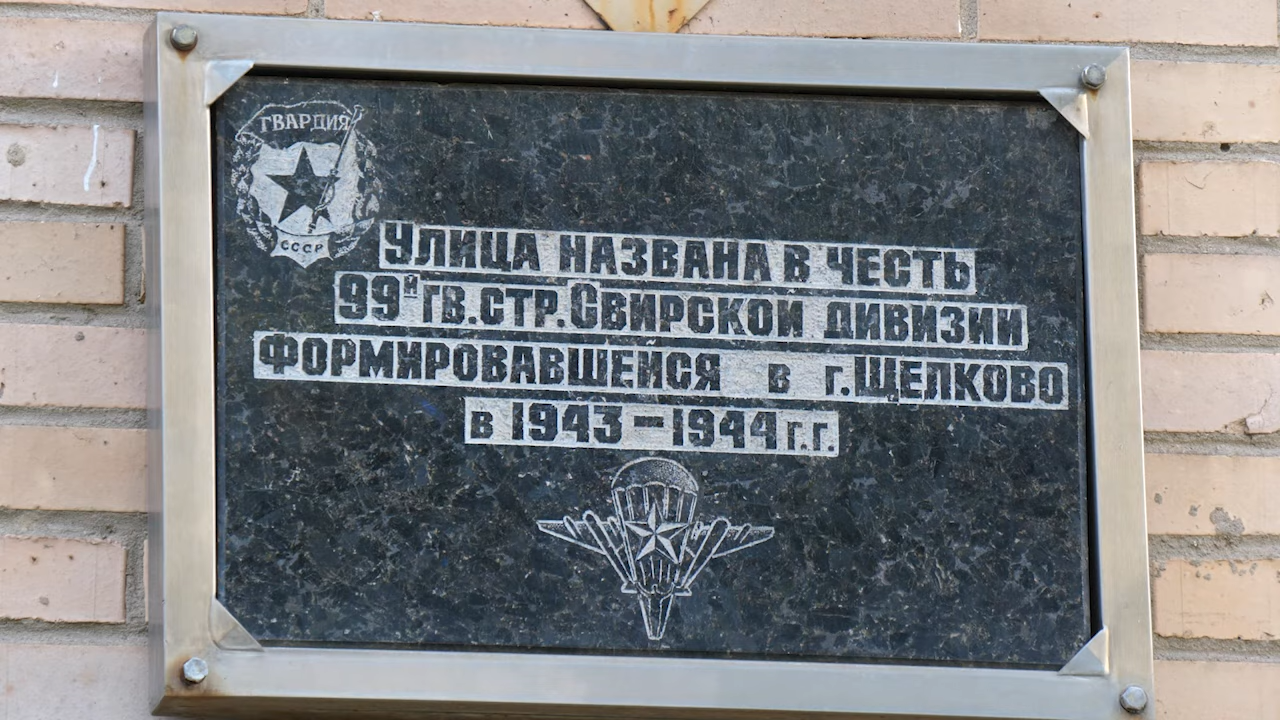 ГВАРДИЯ
СССР
Улица названа в честь
99й гв.стр.Свирской дивизии
формировавшейся в г.Щелково
в 1943-1944г.г.